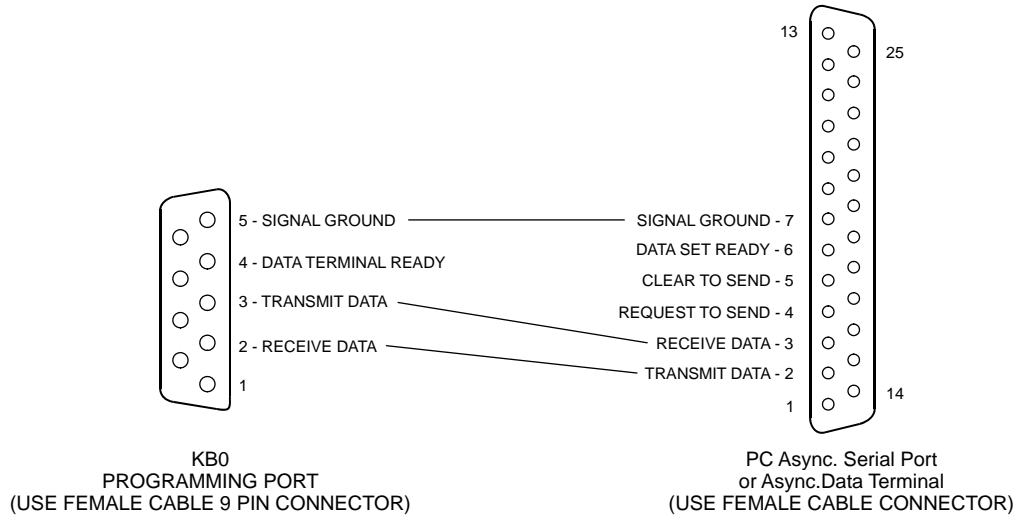 13
25
5 - SIGNAL GROUND
4 - DATA TERMINAL READY
3 - TRANSMIT DATA
2 - RECEIVE DATA
1
SIGNAL GROUND - 7
DATA SET READY - 6
CLEAR TO SEND - 5
REQUEST TO SEND - 4
RECEIVE DATA - 3
TRANSMIT DATA - 2
1
14
KB0
PROGRAMMING PORT
(USE FEMALE CABLE 9 PIN CONNECTOR)
PC Async. Serial Port
or Async.Data Terminal
(USE FEMALE CABLE CONNECTOR)